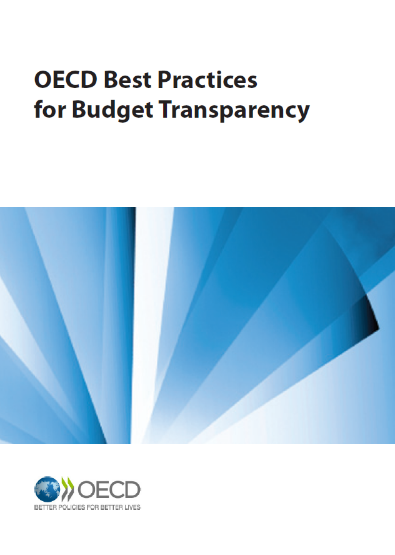 OECD Best Practices
for Budget Transparency
OECD
BETTER POLICIES FOR BETTER LIVES